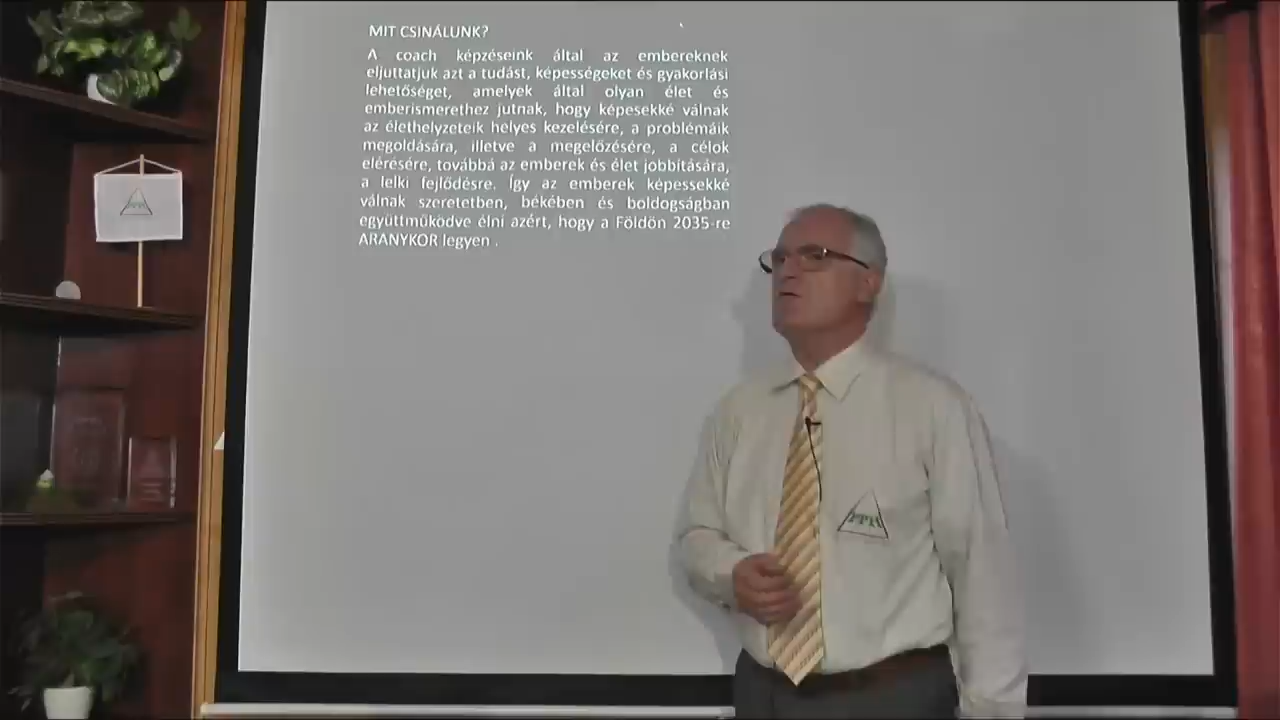 MIT CSINÁLUNK?
A coach képzéseink által az embereknek
eljuttatjuk azt a tudást, képességeket és gyakorlási
lehetőséget, amelyek által olyan élet és
emberismerethez jutnak, hogy képesekké válnak
az élethelyzeteik helyes kezelésére, a problémáik
megoldására, illetve a megelőzésére, a célok
elérésére, továbbá az emberek és élet jobbítására,
a lelki fejlődésre. Így az emberek képessekké
válnak szeretetben, békében és boldogságban
együttműködve élni azért, hogy a Földön 2035-re
ARANYKOR legyen .